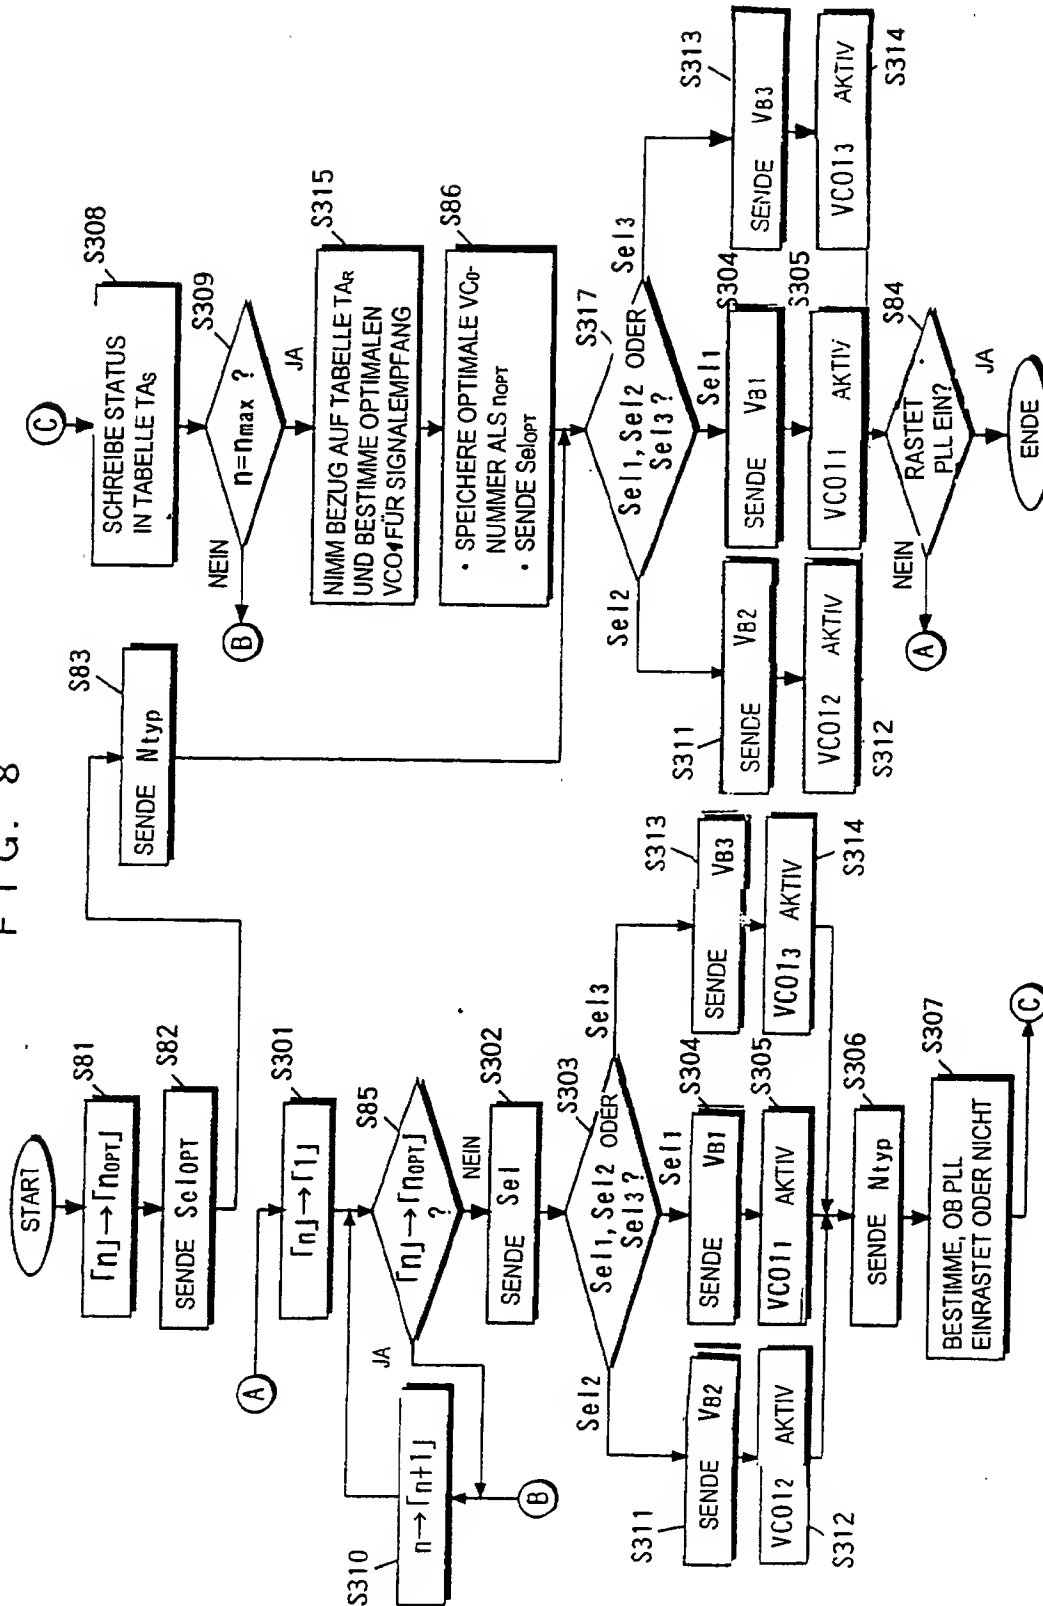 FIG. 8
START
S81
「n」→「nOPT」
S82
SENDE SelOPT
S83
SENDE Ntyp
A
S301
「n」→「1」
S85
「n」→「nOPT」
?
JA
NEIN
S310
n→「n+1」
B
S302
SENDE Sel
S303
Sel1, Sel2 ODER
Sel3?
Sel2
Sel1
Sel3
S311
SENDE VB2
S304
SENDE VB1
S313
SENDE VB3
S312
VCO12 AKTIV
S305
VCO11 AKTIV
S314
VCO13 AKTIV
S306
SENDE Ntyp
S307
BESTIMME, OB PLL
EINRASTET ODER NICHT
C
C
S308
SCHREIBE STATUS
IN TABELLE TAS
S309
n=nmax ?
NEIN
B
JA
S315
NIMM BEZUG AUF TABELLE TAR
UND BESTIMME OPTIMALEN
VCO1 FÜR SIGNALEMPFANG
S86
· SPEICHERE OPTIMALE VCO-
NUMMER ALS nOPT
· SENDE SelOPT
S317
Sel1, Sel2 ODER
Sel3?
Sel2
Sel1
Sel3
S311
SENDE VB2
S304
SENDE VB1
S313
SENDE VB3
S312
VCO12 AKTIV
S305
VCO11 AKTIV
S314
VCO13 AKTIV
S84
RASTET
PLL EIN?
NEIN
A
JA
ENDE